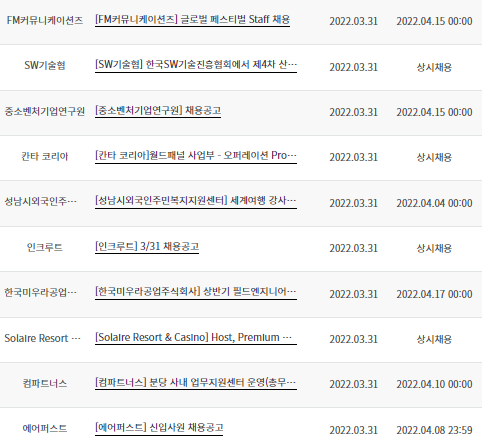 FM커뮤니케이션즈 [FM커뮤니케이션즈] 글로벌 페스티벌 Staff 채용 2022.03.31 2022.04.15 00:00
SW기술협 [SW기술협] 한국SW기술진흥협회에서 제4차 산… 2022.03.31 상시채용
중소벤처기업연구원 [중소벤처기업연구원] 채용공고 2022.03.31 2022.04.15 00:00
칸타 코리아 [칸타 코리아]월드패널 사업부 - 오퍼레이션 Pro… 2022.03.31 상시채용
성남시외국인주… [성남시외국인주민복지지원센터] 세계여행 강사… 2022.03.31 2022.04.04 00:00
인크루트 [인크루트] 3/31 채용공고 2022.03.31 상시채용
한국미우라공업… [한국미우라공업주식회사] 상반기 필드엔지니어… 2022.03.31 2022.04.17 00:00
Solaire Resort … [Solaire Resort & Casino] Host, Premium … 2022.03.31 상시채용
컴파트너스 [컴파트너스] 분당 사내 업무지원센터 운영(총무… 2022.03.31 2022.04.10 00:00
에어퍼스트 [에어퍼스트] 신입사원 채용공고 2022.03.31 2022.04.08 23:59